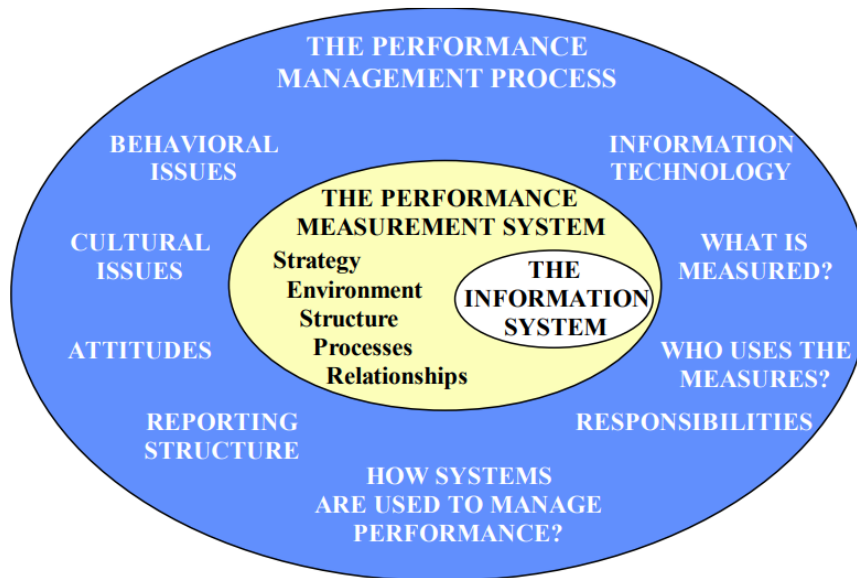 THE PERFORMANCE
MANAGEMENT PROCESS
BEHAVIORAL
ISSUES
INFORMATION
TECHNOLOGY
THE PERFORMANCE
MEASUREMENT SYSTEM
CULTURAL
ISSUES
Strategy
Environment
Structure
Processes
Relationships
THE
INFORMATION
SYSTEM
WHAT IS
MEASURED?
ATTITUDES
WHO USES THE
MEASURES?
REPORTING
STRUCTURE
RESPONSIBILITIES
HOW SYSTEMS
ARE USED TO MANAGE
PERFORMANCE?